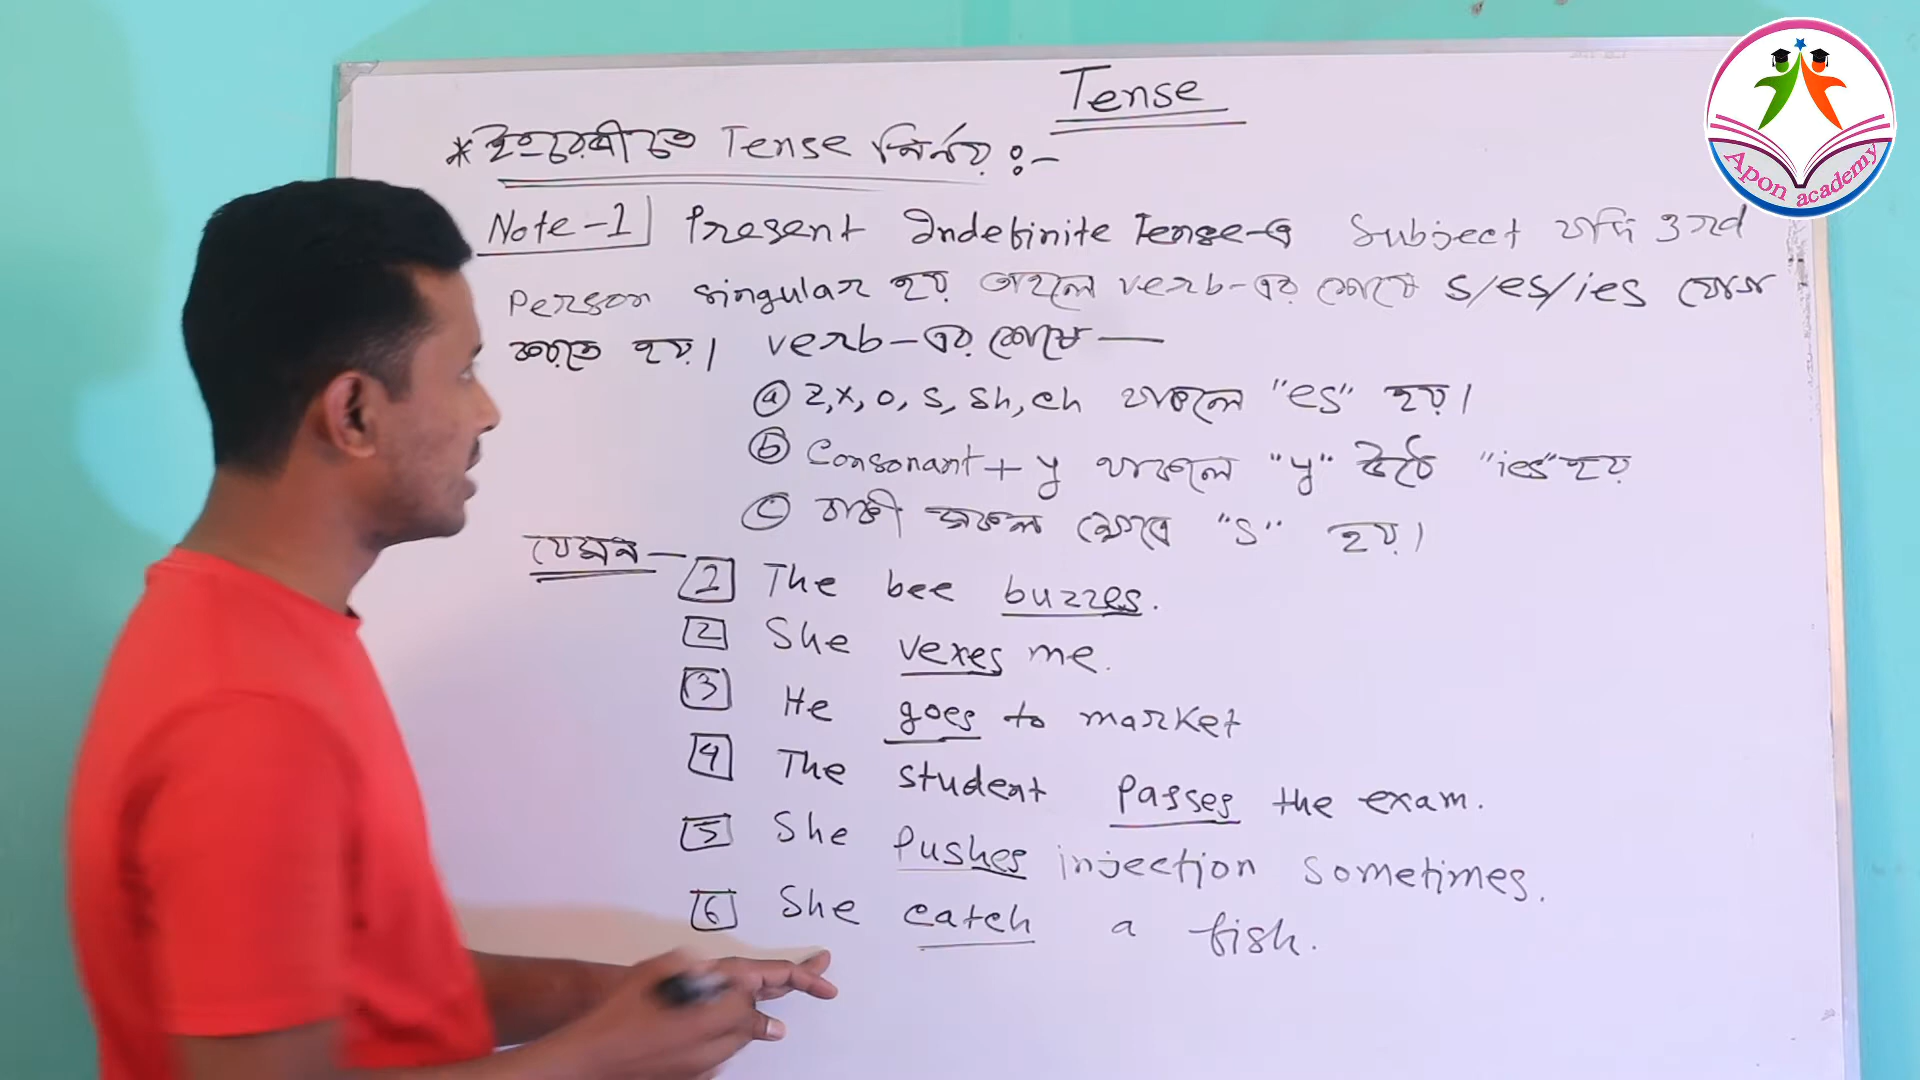 Tense
* ইংরেজীতে Tense নির্নয় :-
Note-1 Present Indefinite Tense-এ Subject যদি 3rd
Person singular হয় তাহলে verb-এর শেষে s/es/ies যোগ
করতে হয়। verb-এর শেষে —
(a) z, x, o, s, sh, ch থাকলে "es" হয়।
(b) Consonant + y থাকলে "y" উঠে "ies" হয়
(c) বাকী সকল ক্ষেত্রে "s" হয়।
যেমন — 1 The bee buzzes.
2 She vexes me.
3 He goes to market
4 The student passes the exam.
5 She pushes injection sometimes.
6 She catch a fish.
Apon academy